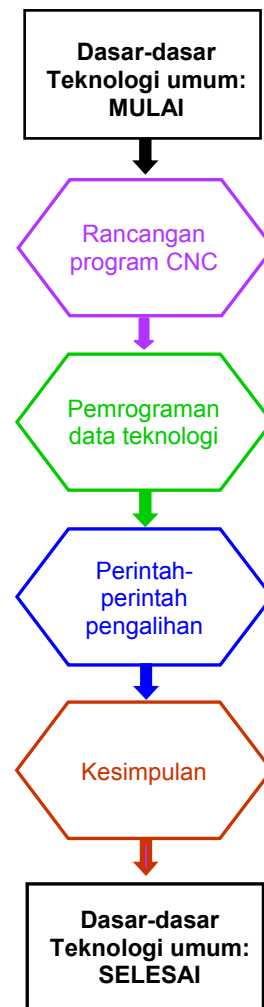 Dasar-dasar
Teknologi umum:
MULAI
Rancangan
program CNC
Pemrograman
data teknologi
Perintah-
perintah
pengalihan
Kesimpulan
Dasar-dasar
Teknologi umum:
SELESAI